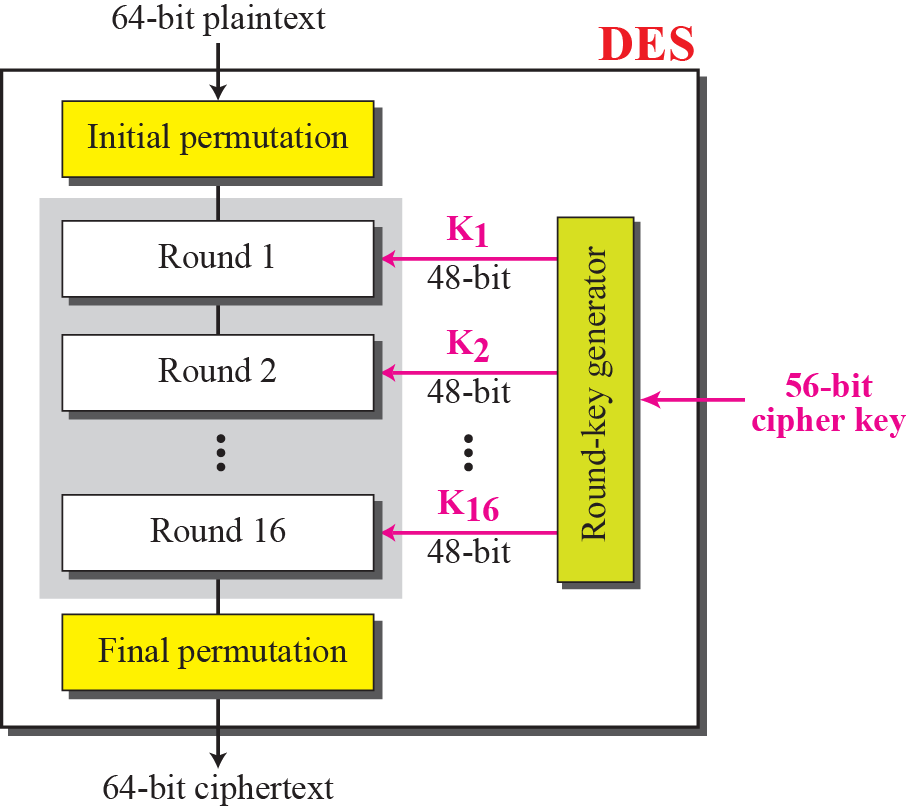 64-bit plaintext
DES
Initial permutation
Round 1
K1
48-bit
Round 2
K2
48-bit
Round 16
K16
48-bit
Round-key generator
56-bit
cipher key
Final permutation
64-bit ciphertext